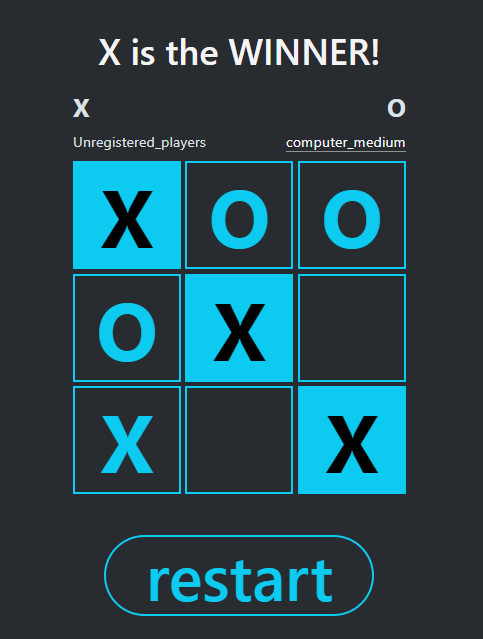 X is the WINNER!
X O
Unregistered_players computer_medium
X O O
O X
X X
restart